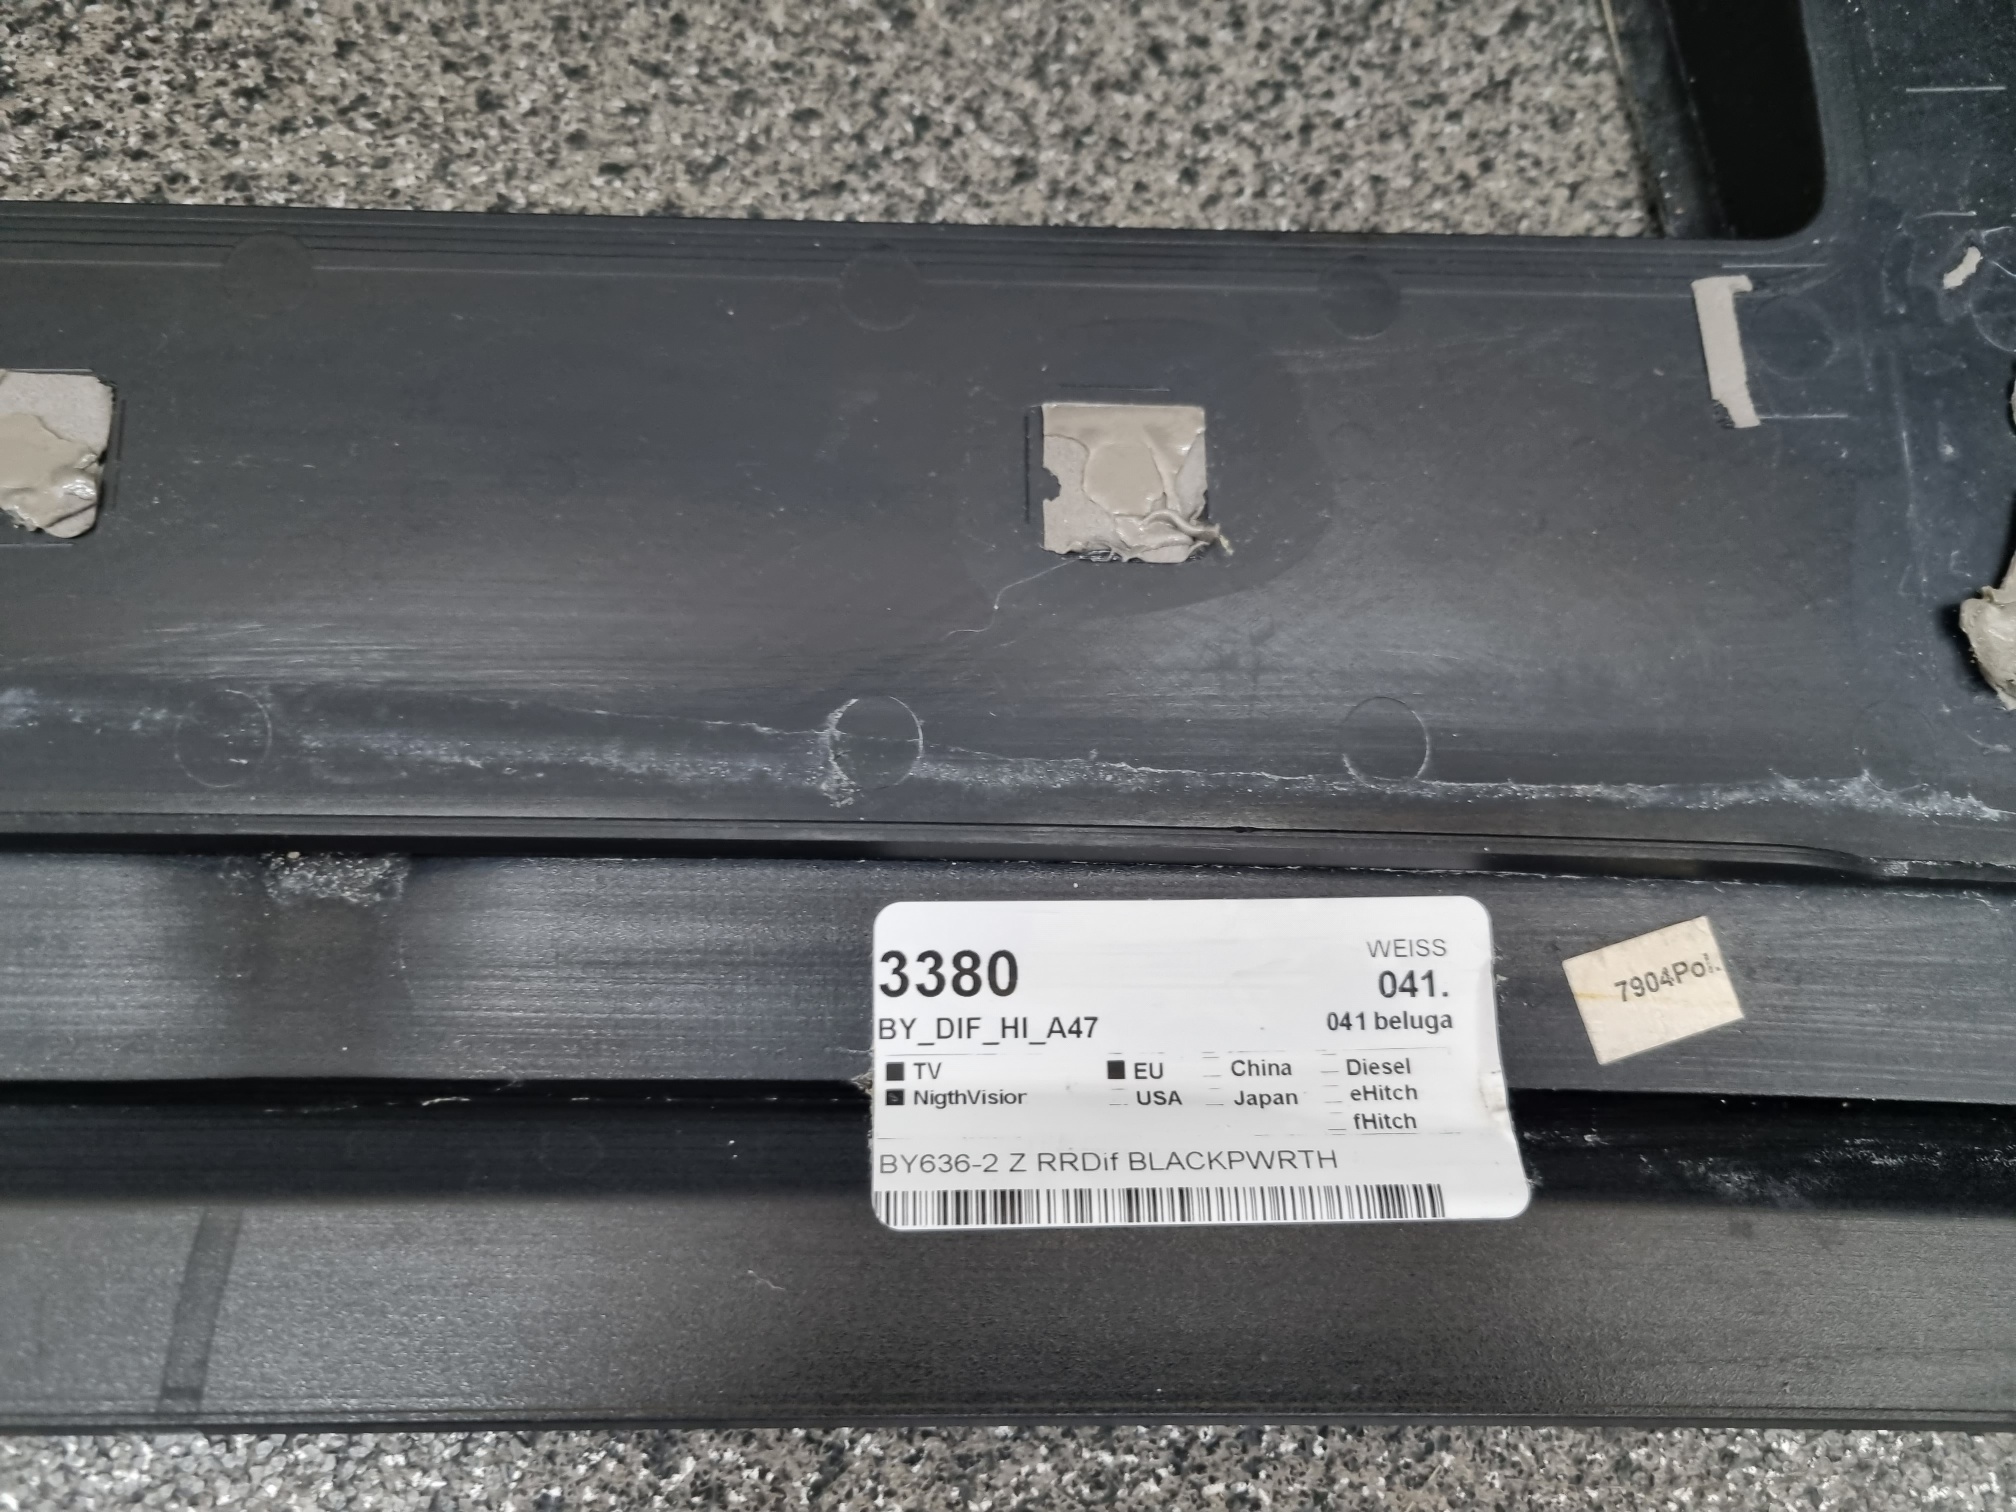 3380
WEISS
041.
BY_DIF_HI_A47
041 beluga
TV
EU
China
Diesel
NigthVision
USA
Japan
eHitch
fHitch
BY636-2 Z RRDif BLACKPWRTH
7904Pol.